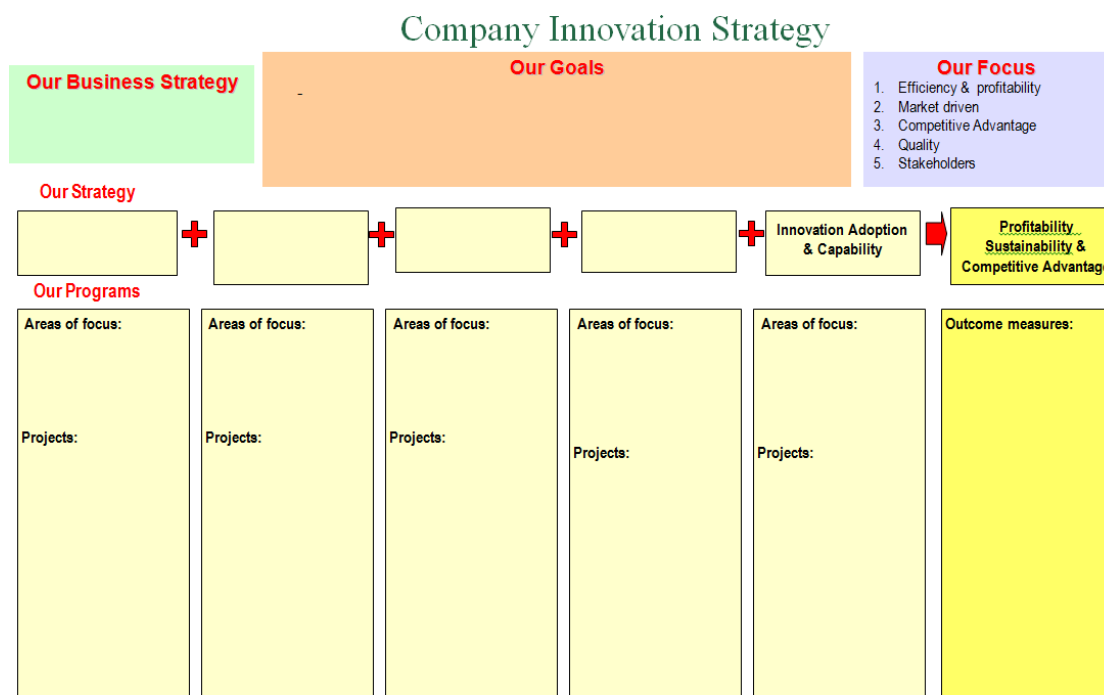 Company Innovation Strategy
Our Business Strategy
Our Goals
-
Our Focus
1. Efficiency & profitability
2. Market driven
3. Competitive Advantage
4. Quality
5. Stakeholders
Our Strategy
Innovation Adoption
& Capability
Profitability
Sustainability &
Competitive Advantage
Our Programs
Areas of focus:
Projects:
Areas of focus:
Projects:
Areas of focus:
Projects:
Areas of focus:
Projects:
Areas of focus:
Projects:
Outcome measures: